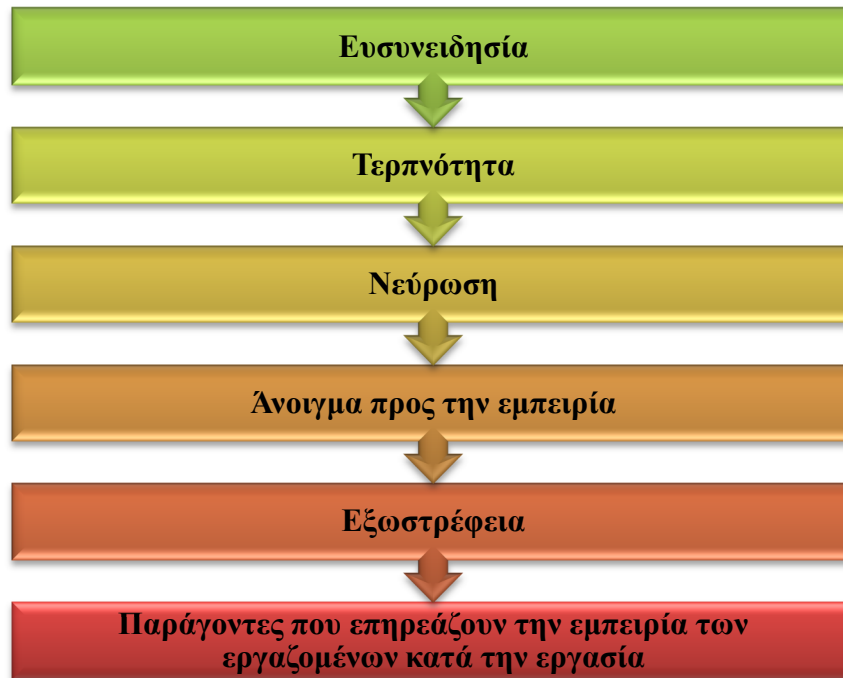 Ευσυνειδησία
Τερπνότητα
Νεύρωση
Άνοιγμα προς την εμπειρία
Εξωστρέφεια
Παράγοντες που επηρεάζουν την εμπειρία των
εργαζομένων κατά την εργασία